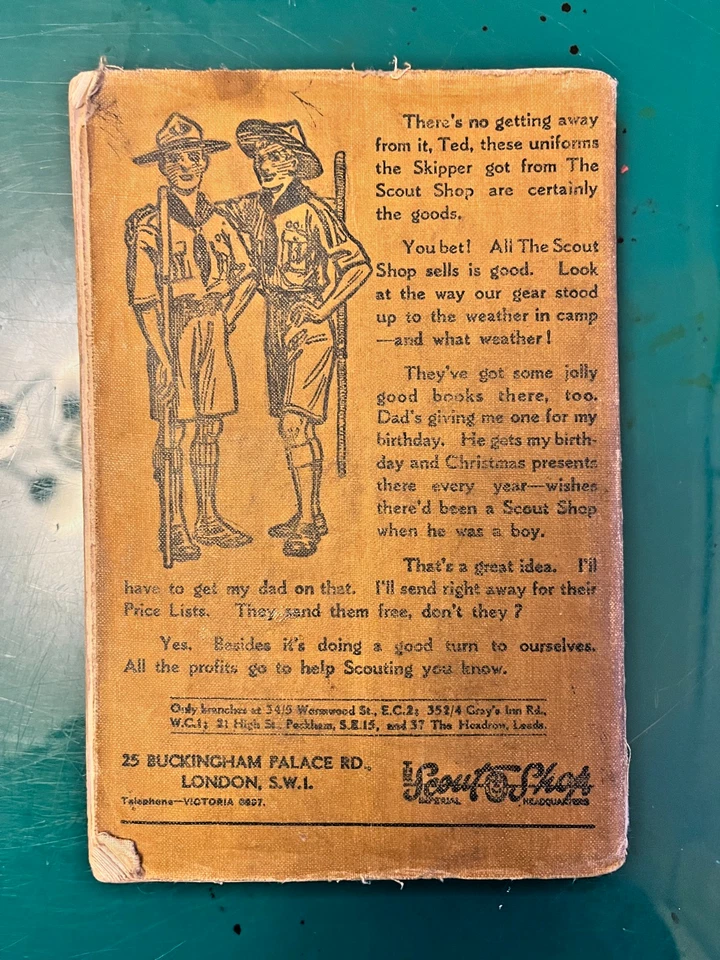 There's no getting away
from it, Ted, these uniforms
the Skipper got from The
Scout Shop are certainly
the goods.
You bet! All The Scout
Shop sells is good. Look
at the way our gear stood
up to the weather in camp
—and what weather!
They've got some jolly
good books there, too.
Dad's giving me one for my
birthday. He gets my birth-
day and Christmas presents
there every year—wishes
there'd been a Scout Shop
when he was a boy.
That's a great idea. I'll
have to get my dad on that. I'll send right away for their
Price Lists. They send them free, don't they?
Yes. Besides it's doing a good turn to ourselves.
All the profits go to help Scouting you know.
Only branches at 34/5 Wormwood St., E.C.2; 352/4 Gray's Inn Rd.,
W.C.1; 21 High St. Peckham, S.E.15, and 37 The Headrow, Leeds.
25 BUCKINGHAM PALACE RD.,
LONDON, S.W.1.
Telephone—VICTORIA
THE Scout Shop
IMPERIAL HEADQUARTERS